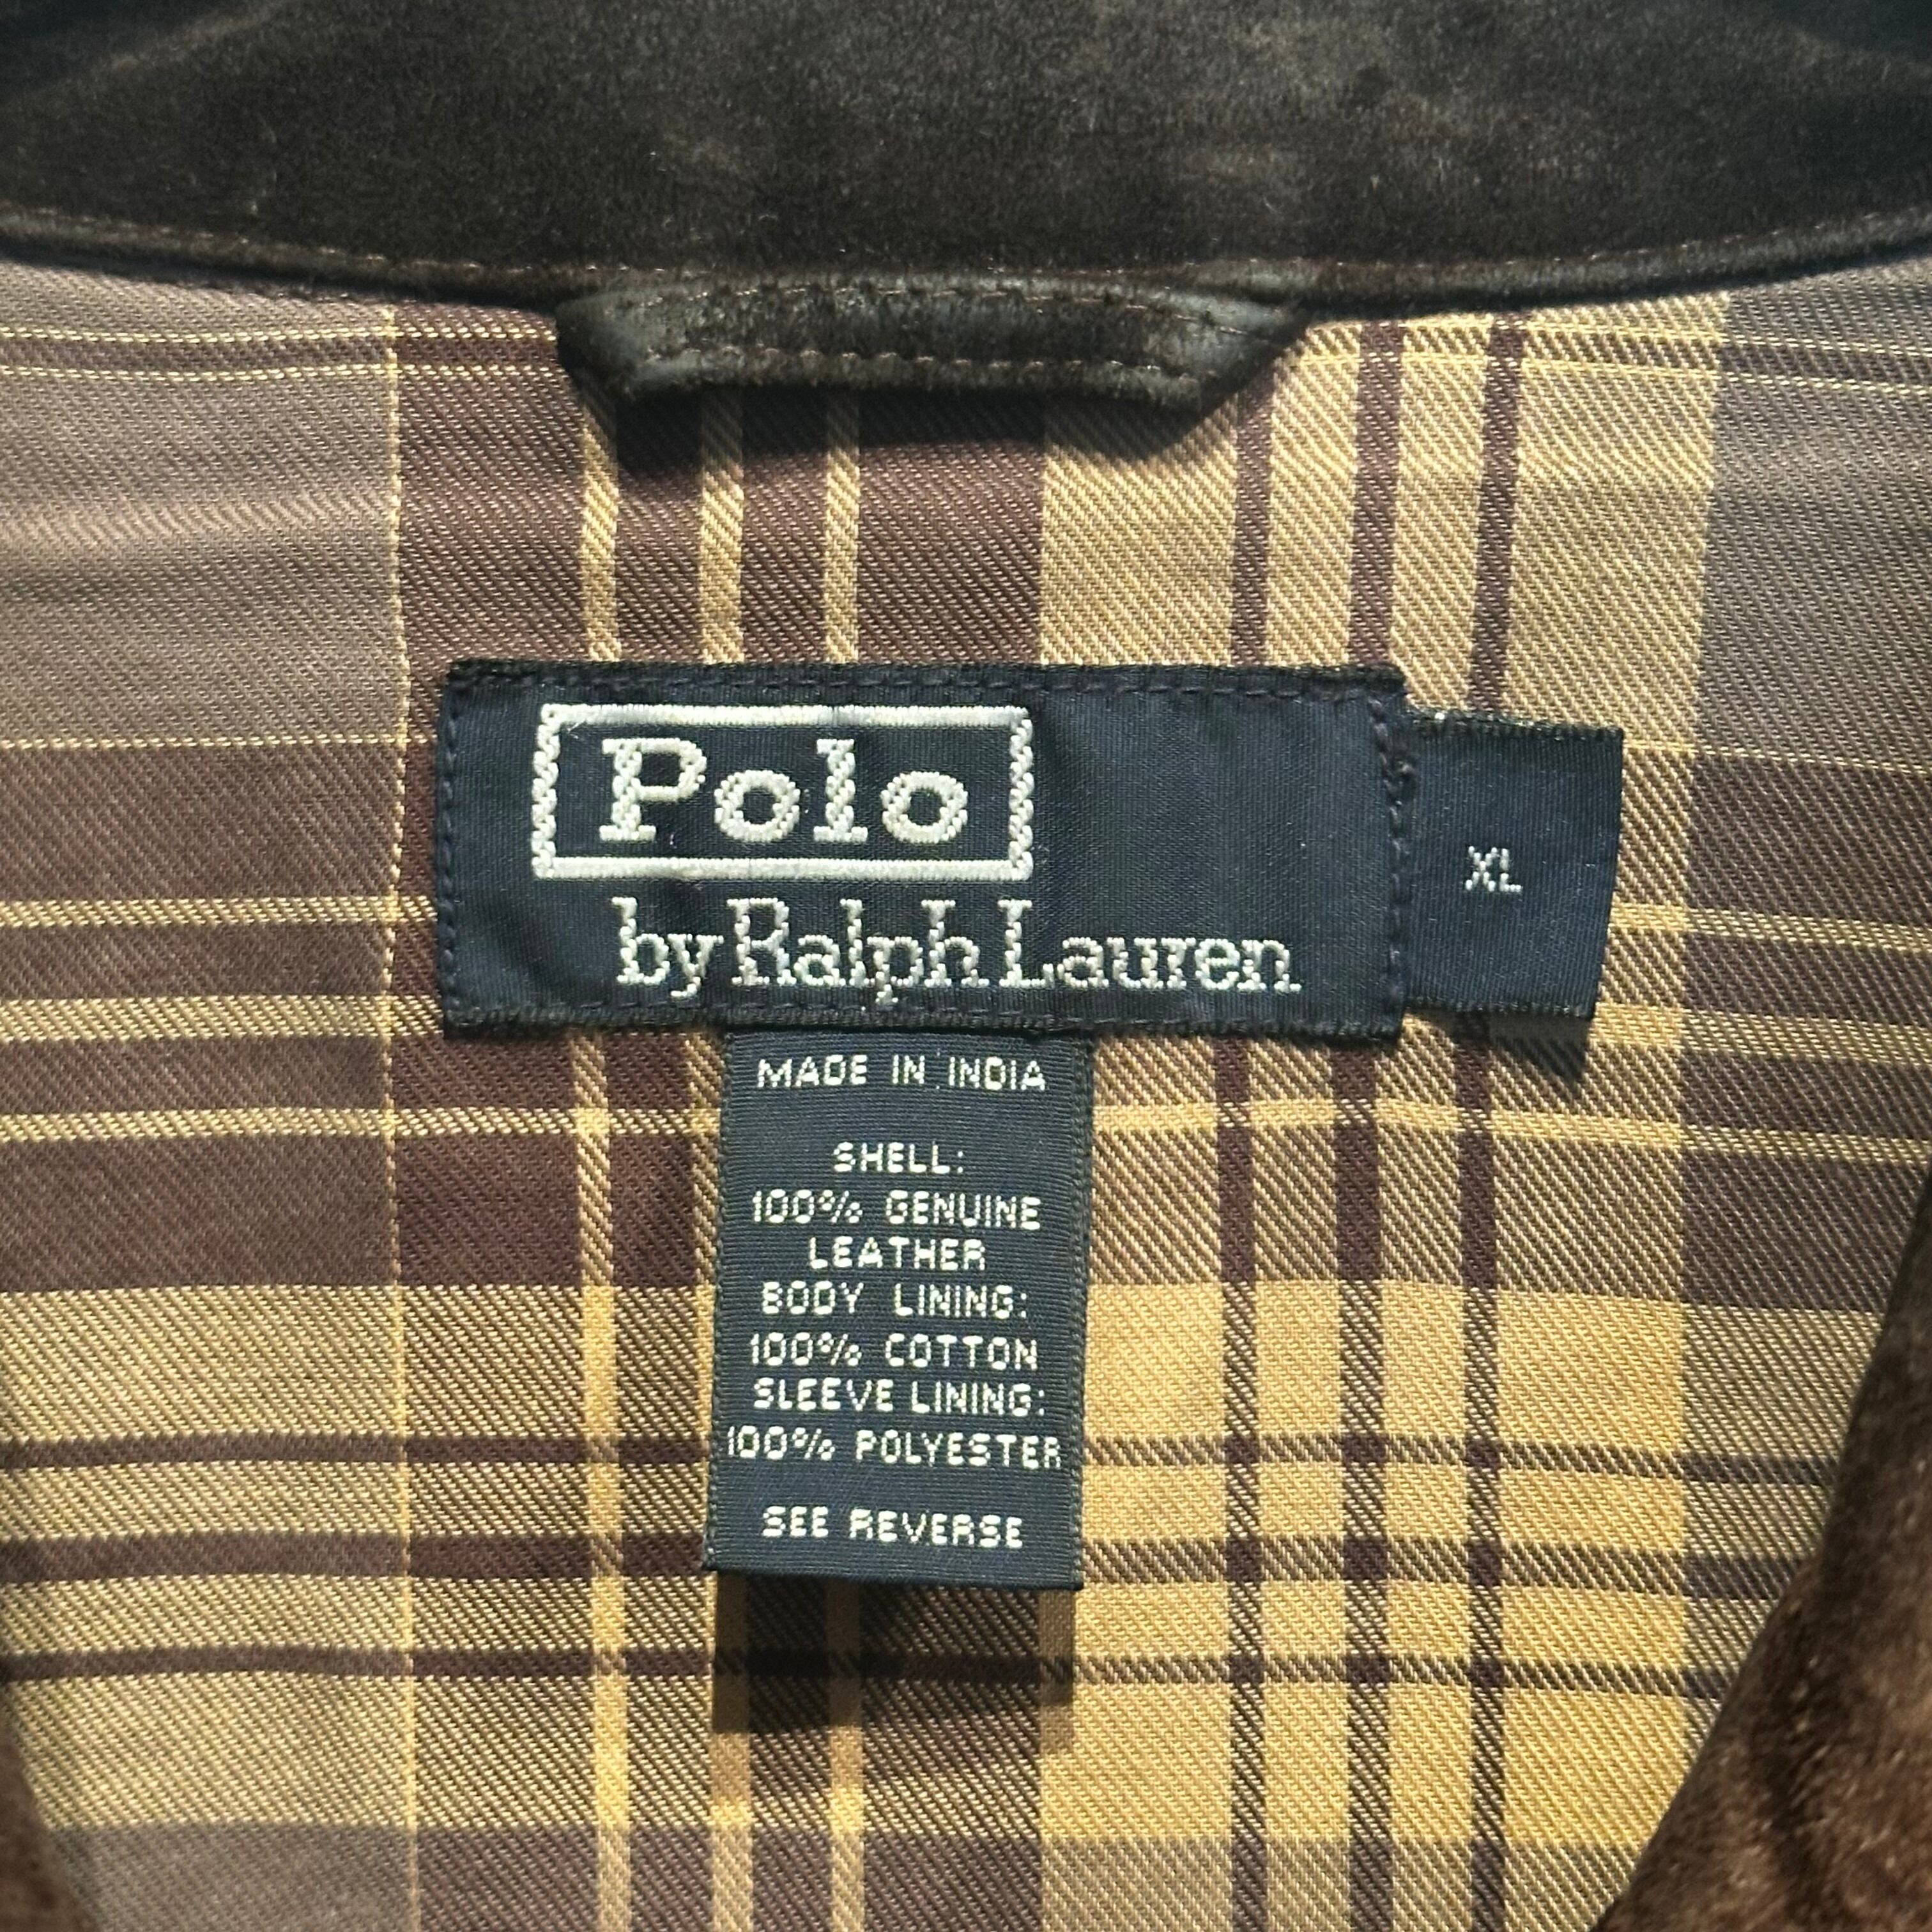 Polo
by Ralph Lauren
XL
MADE IN INDIA
SHELL:
100% GENUINE
LEATHER
BODY LINING:
100% COTTON
SLEEVE LINING:
100% POLYESTER
SEE REVERSE